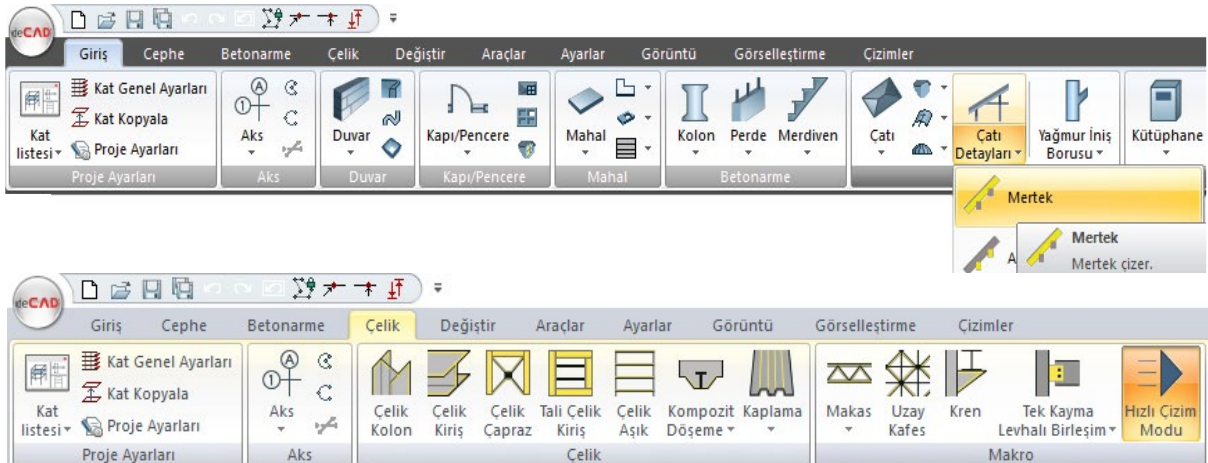 deCAD
Giriş Cephe Betonarme Çelik Değiştir Araçlar Ayarlar Görüntü Görselleştirme Çizimler
Kat Genel Ayarları
Kat Kopyala
Proje Ayarları
Kat listesi
Aks
Duvar
Kapı/Pencere
Mahal
Kolon Perde Merdiven
Çatı
Çatı Detayları
Yağmur İniş Borusu
Kütüphane
Proje Ayarları Aks Duvar Kapı/Pencere Mahal Betonarme
Mertek
A
Mertek
Mertek çizer.
deCAD
Giriş Cephe Betonarme Çelik Değiştir Araçlar Ayarlar Görüntü Görselleştirme Çizimler
Kat Genel Ayarları
Kat Kopyala
Proje Ayarları
Kat listesi
Aks
Çelik Kolon
Çelik Kiriş
Çelik Çapraz
Tali Çelik Kiriş
Çelik Aşık
Kompozit Döşeme
Kaplama
Makas
Uzay Kafes
Kren
Tek Kayma Levhalı Birleşim
Hızlı Çizim Modu
Proje Ayarları Aks Çelik Makro